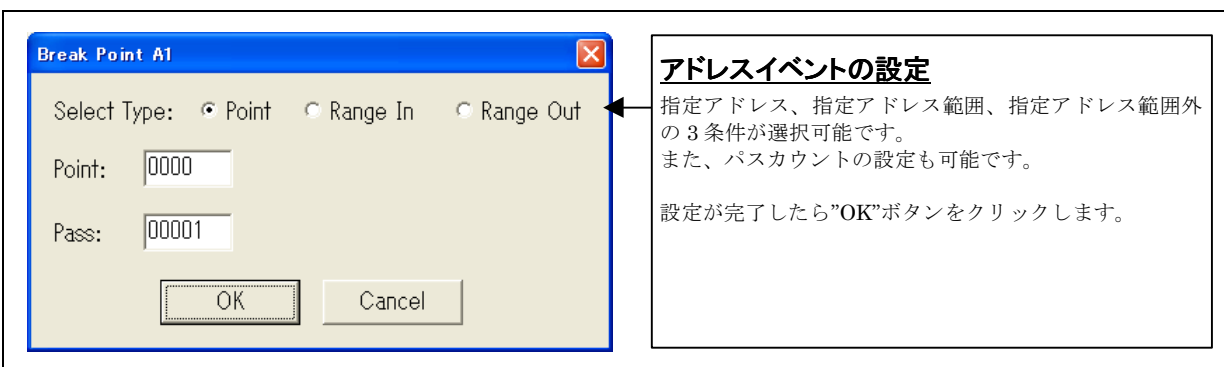 Break Point A1
Select Type: Point Range In Range Out
Point: 0000
Pass: 00001
OK Cancel
アドレスイベントの設定
指定アドレス、指定アドレス範囲、指定アドレス範囲外
の 3 条件が選択可能です。
また、パスカウントの設定も可能です。
設定が完了したら”OK”ボタンをクリックします。